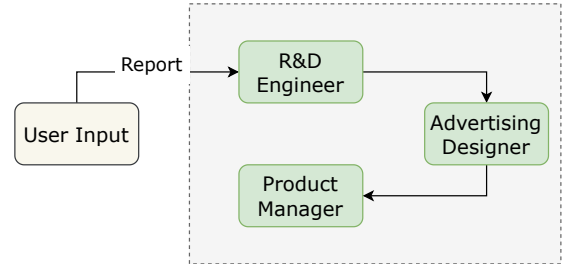 Report
R&D
Engineer
User Input
Advertising
Designer
Product
Manager